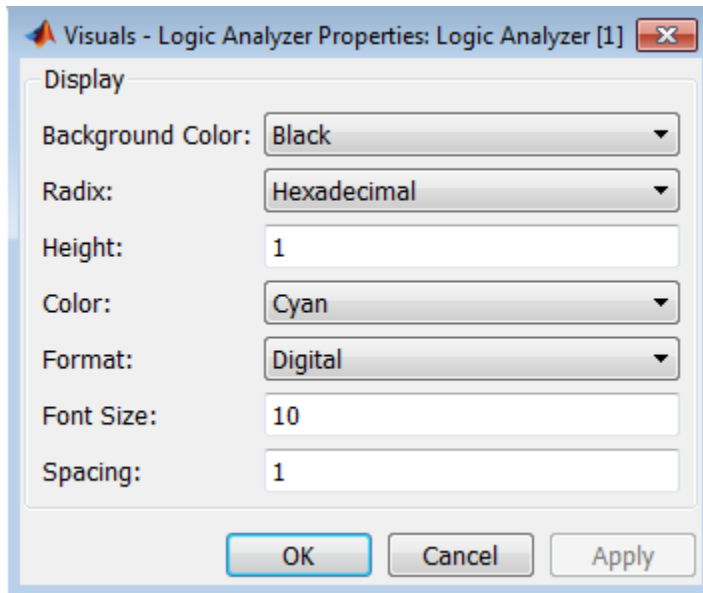 Visuals - Logic Analyzer Properties: Logic Analyzer [1]
Display
Background Color: Black
Radix: Hexadecimal
Height: 1
Color: Cyan
Format: Digital
Font Size: 10
Spacing: 1
OK Cancel Apply